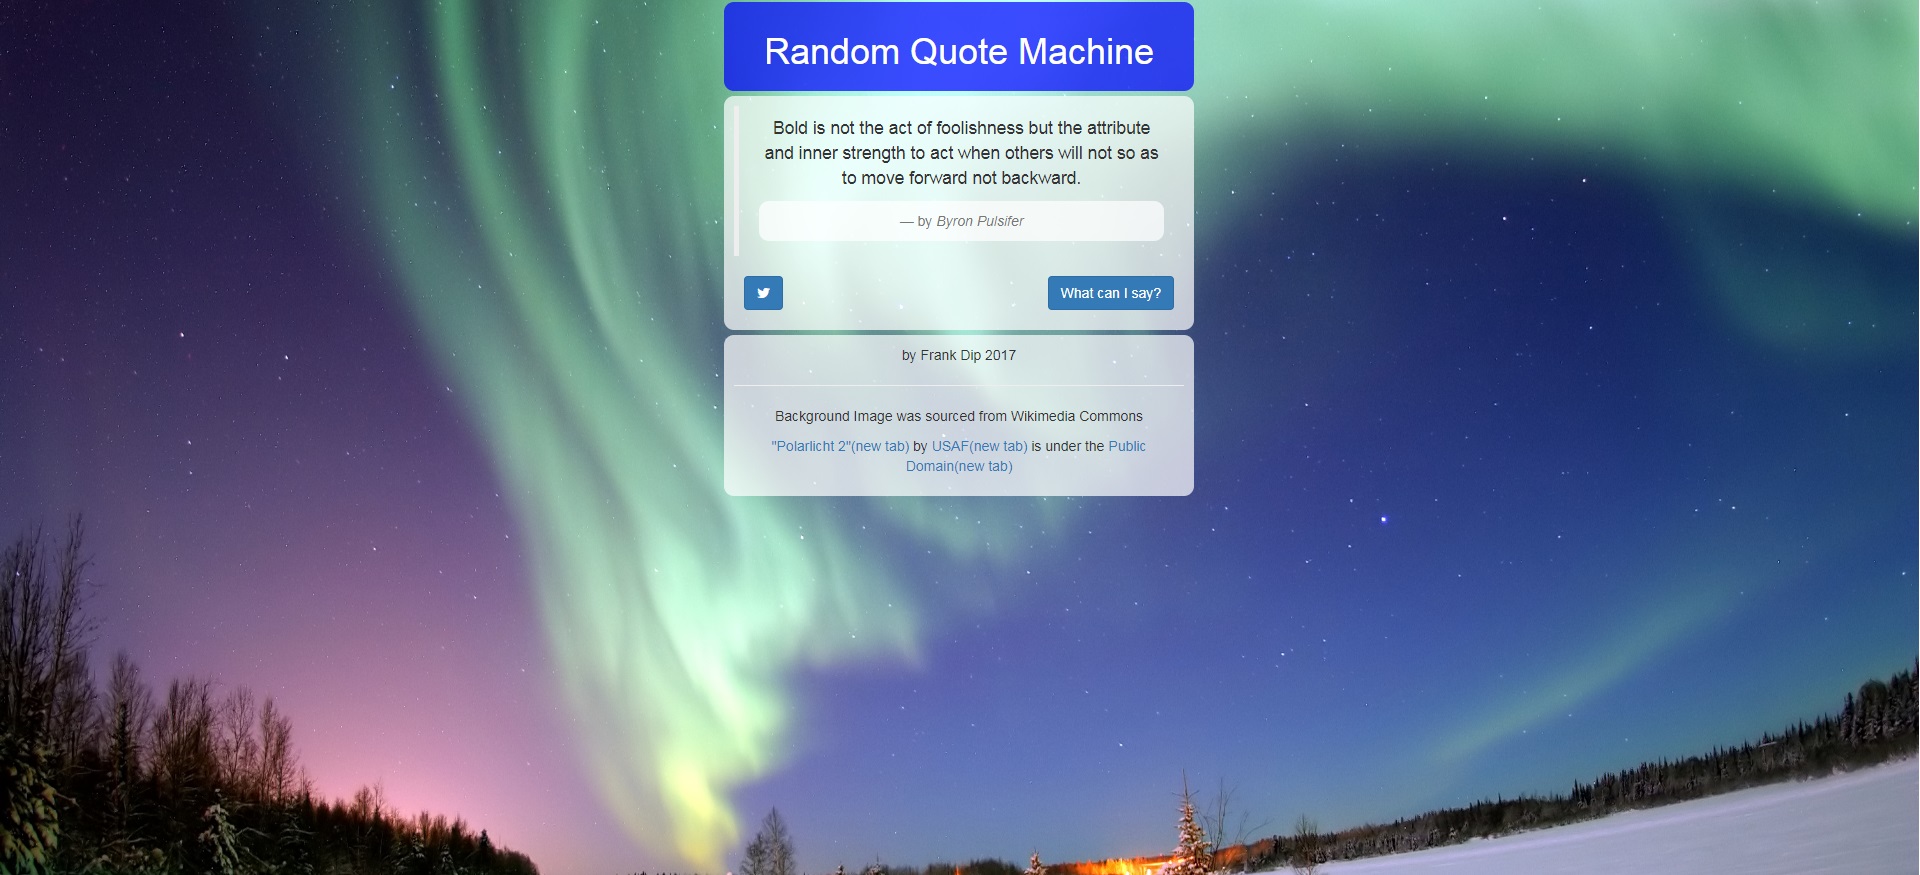 Random Quote Machine
Bold is not the act of foolishness but the attribute
and inner strength to act when others will not so as
to move forward not backward.
— by Byron Pulsifer
What can I say?
by Frank Dip 2017
Background Image was sourced from Wikimedia Commons
"Polarlicht 2"(new tab) by USAF(new tab) is under the Public
Domain(new tab)